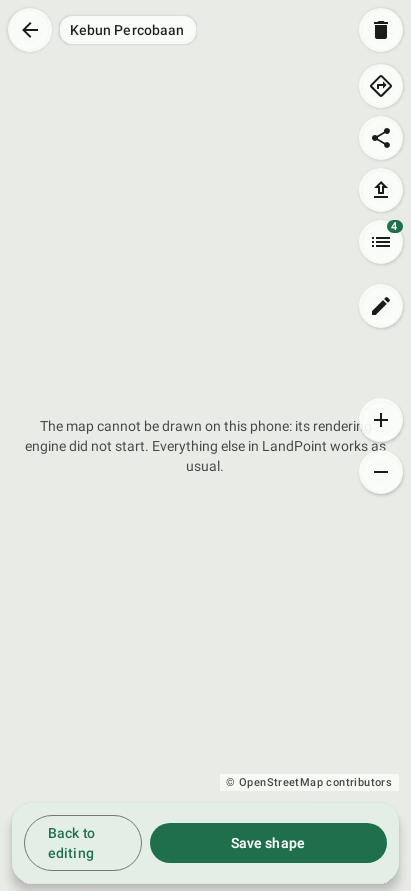 Kebun Percobaan
4
The map cannot be drawn on this phone: its rendering
engine did not start. Everything else in LandPoint works as
usual.
© OpenStreetMap contributors
Back to
editing
Save shape